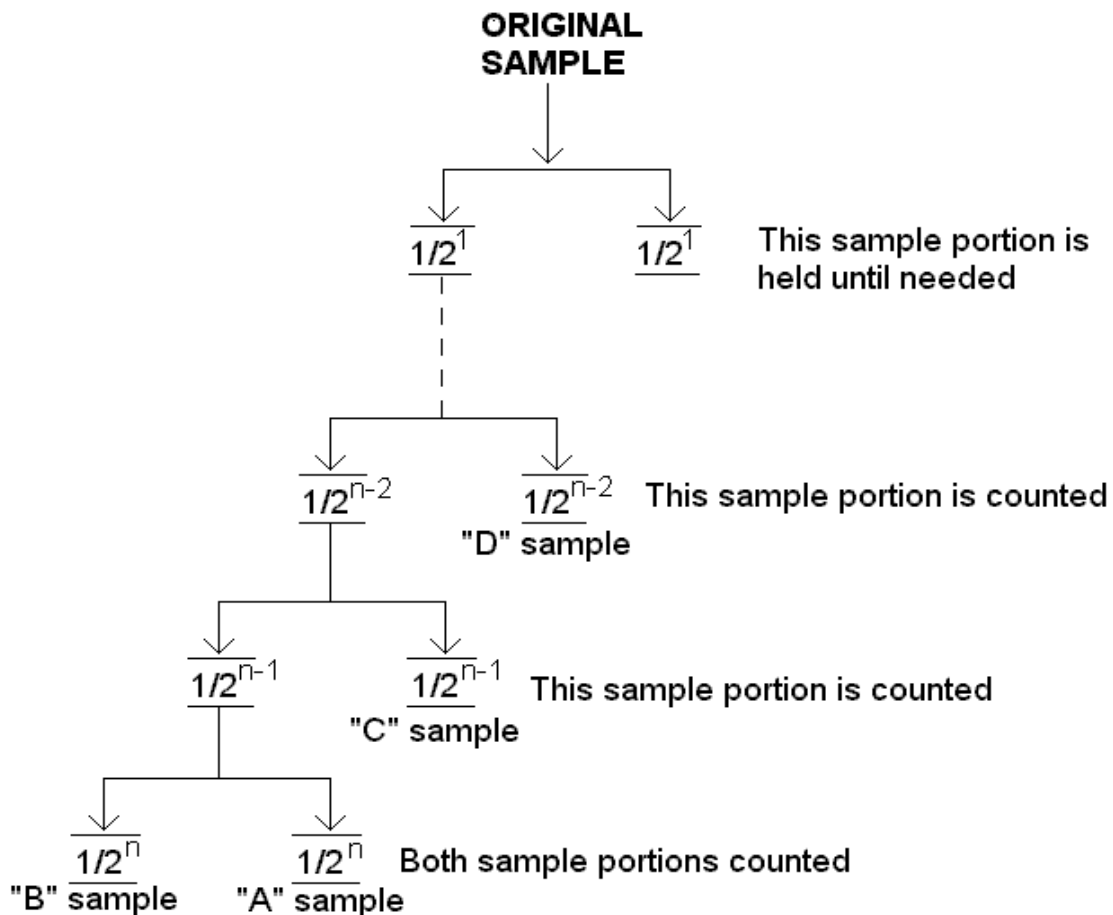 ORIGINAL
SAMPLE
1/2^1
1/2^1
This sample portion is
held until needed
1/2^n-2
1/2^n-2
This sample portion is counted
"D" sample
1/2^n-1
1/2^n-1
This sample portion is counted
"C" sample
1/2^n
1/2^n
Both sample portions counted
"B" sample
"A" sample